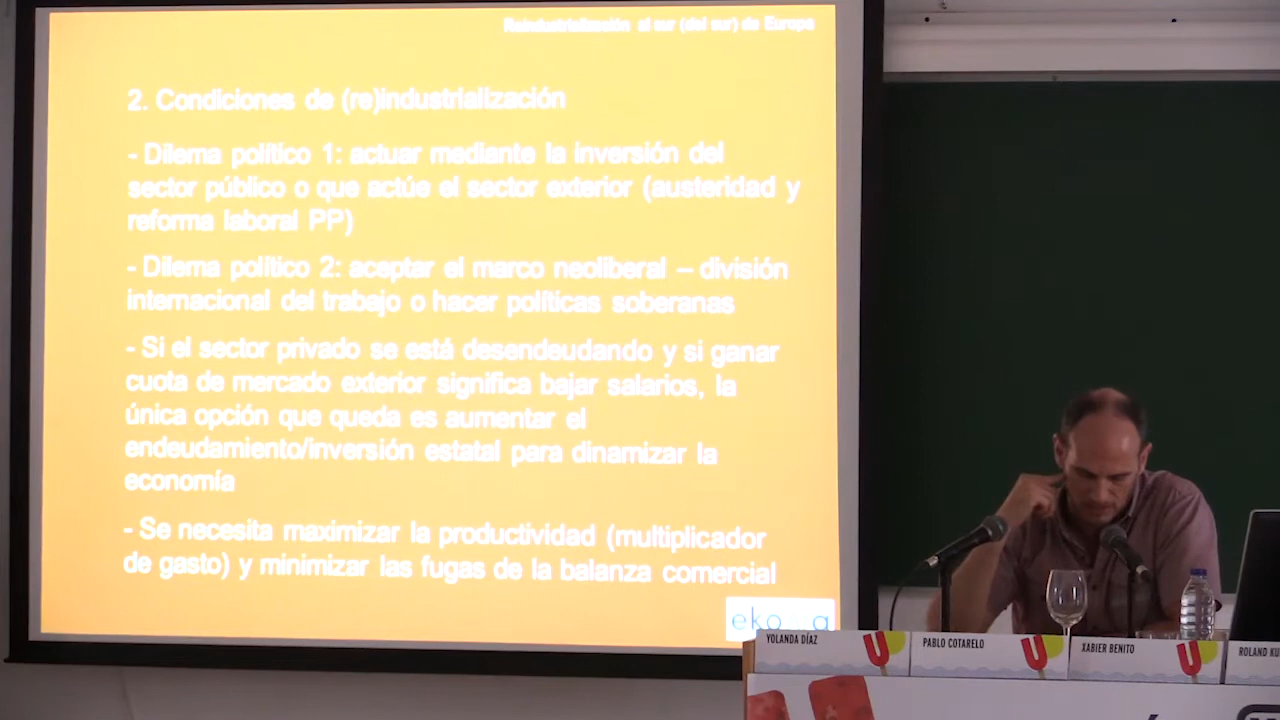 Reindustrialización al sur (del sur) de Europa
2. Condiciones de (re)industrialización
- Dilema político 1: actuar mediante la inversión del
sector público o que actúe el sector exterior (austeridad y
reforma laboral PP)
- Dilema político 2: aceptar el marco neoliberal – división
internacional del trabajo o hacer políticas soberanas
- Si el sector privado se está desendeudando y si ganar
cuota de mercado exterior significa bajar salarios, la
única opción que queda es aumentar el
endeudamiento/inversión estatal para dinamizar la
economía
- Se necesita maximizar la productividad (multiplicador
de gasto) y minimizar las fugas de la balanza comercial
YOLANDA DÍAZ
PABLO COTARELO
XABIER BENITO
ROLAND